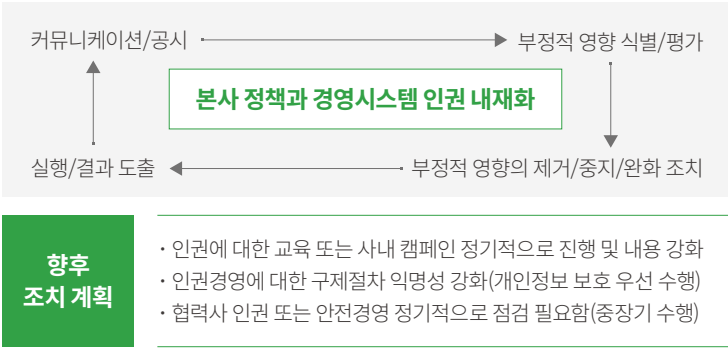 커뮤니케이션/공시
부정적 영향 식별/평가
본사 정책과 경영시스템 인권 내재화
실행/결과 도출
부정적 영향의 제거/중지/완화 조치
향후
조치 계획
· 인권에 대한 교육 또는 사내 캠페인 정기적으로 진행 및 내용 강화
· 인권경영에 대한 구제절차 익명성 강화(개인정보 보호 우선 수행)
· 협력사 인권 또는 안전경영 정기적으로 점검 필요함(중장기 수행)